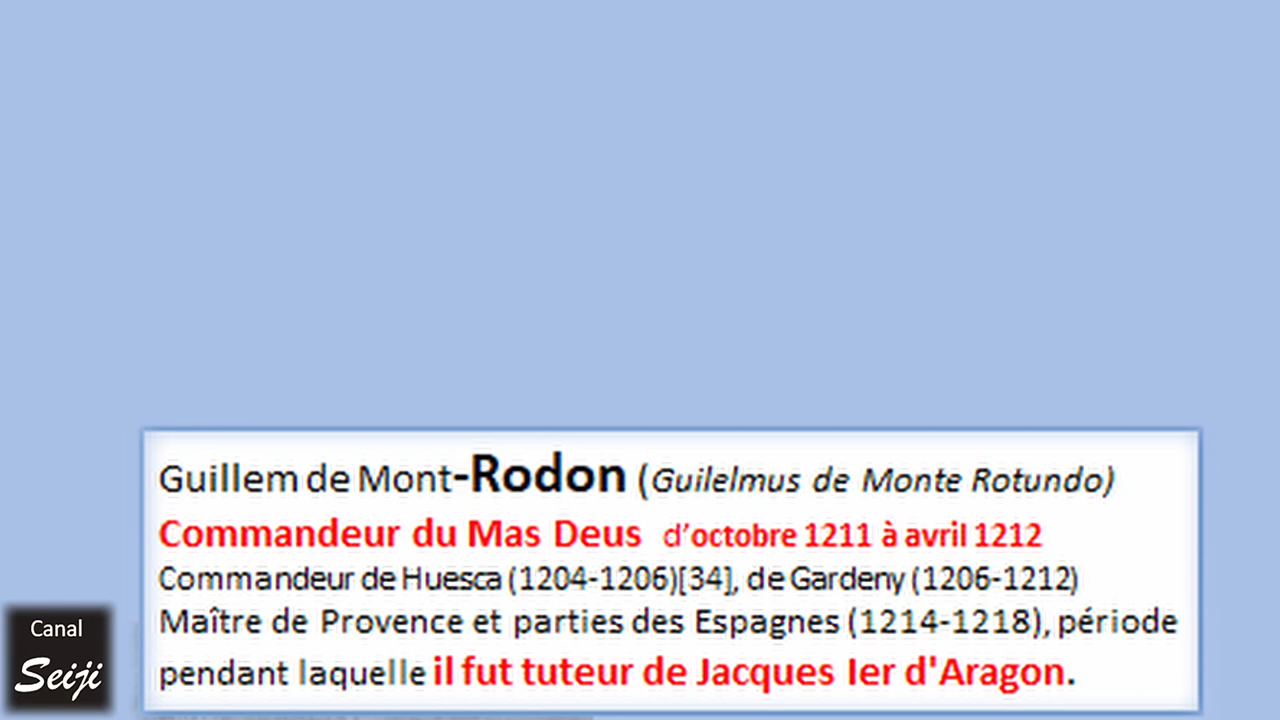 Guillem de Mont-Rodon (Guilelmus de Monte Rotundo)
Commandeur du Mas Deus d’octobre 1211 à avril 1212
Commandeur de Huesca (1204-1206)[34], de Gardeny (1206-1212)
Maître de Provence et parties des Espagnes (1214-1218), période
pendant laquelle il fut tuteur de Jacques Ier d'Aragon.
Canal
Seiji